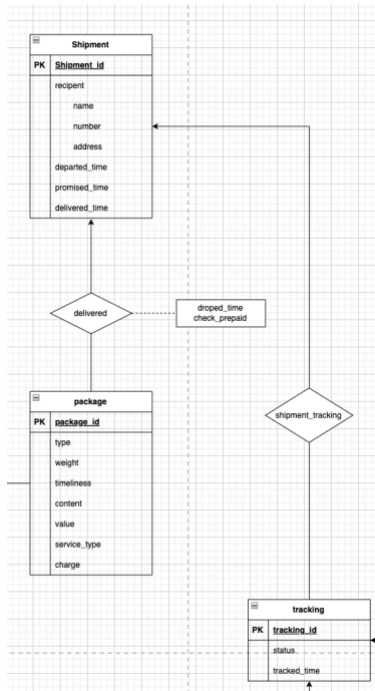 Shipment
PK Shipment_id
recipent
name
number
address
departed_time
promised_time
delivered_time
delivered
droped_time
check_prepaid
package
PK package_id
type
weight
timeliness
content
value
service_type
charge
shipment_tracking
tracking
PK tracking_id
status
tracked_time